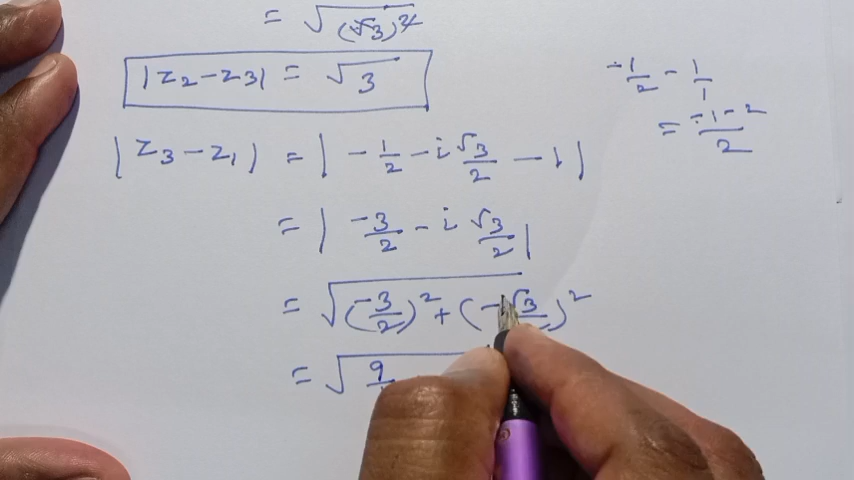 = √(√3)²
|z₂ - z₃| = √3
|z₃ - z₁| = | -1/2 - i √3/2 - 1 |
= | -3/2 - i √3/2 |
= √(-3/2)² + (-√3/)²
= √9/
-1/2 - 1/1
= -1-2/2